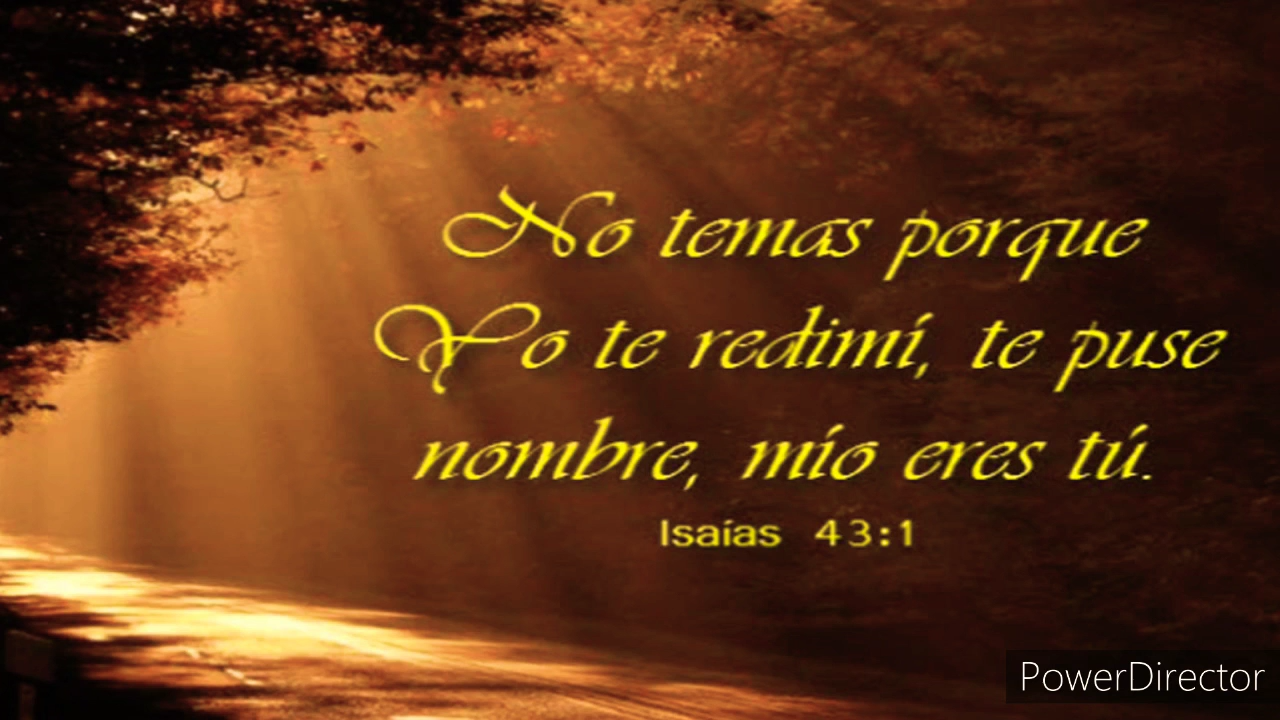 No temas porque
Yo te redimí, te puse
nombre, mío eres tú.
Isaías 43:1
PowerDirector